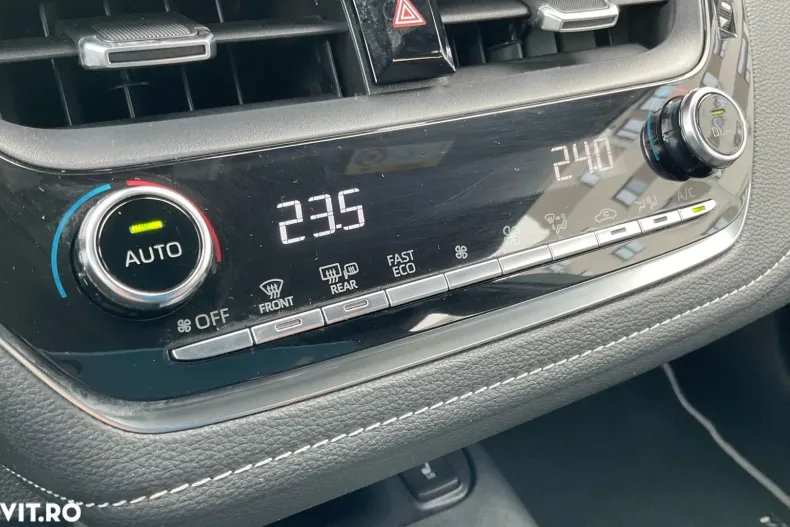 24.0
23.5
AUTO
A/C
FAST
ECO
REAR
FRONT
OFF
VIT.RO